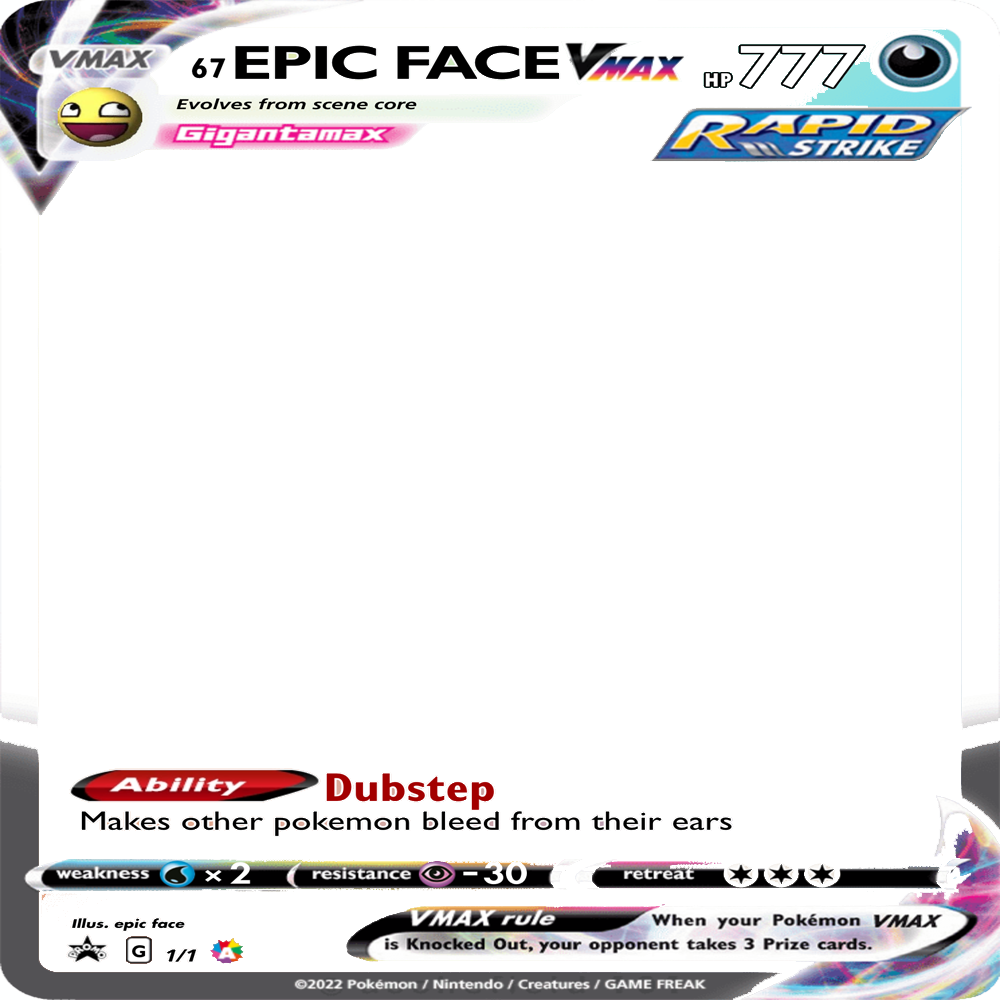 VMAX 67 EPIC FACE VMAX HP 777
Evolves from scene core
Gigantamax
RAPID
STRIKE
Ability Dubstep
Makes other pokemon bleed from their ears
weakness × 2 resistance - 30 retreat
Illus. epic face
G 1/1
VMAX rule When your Pokémon VMAX
is Knocked Out, your opponent takes 3 Prize cards.
©2022 Pokémon / Nintendo / Creatures / GAME FREAK